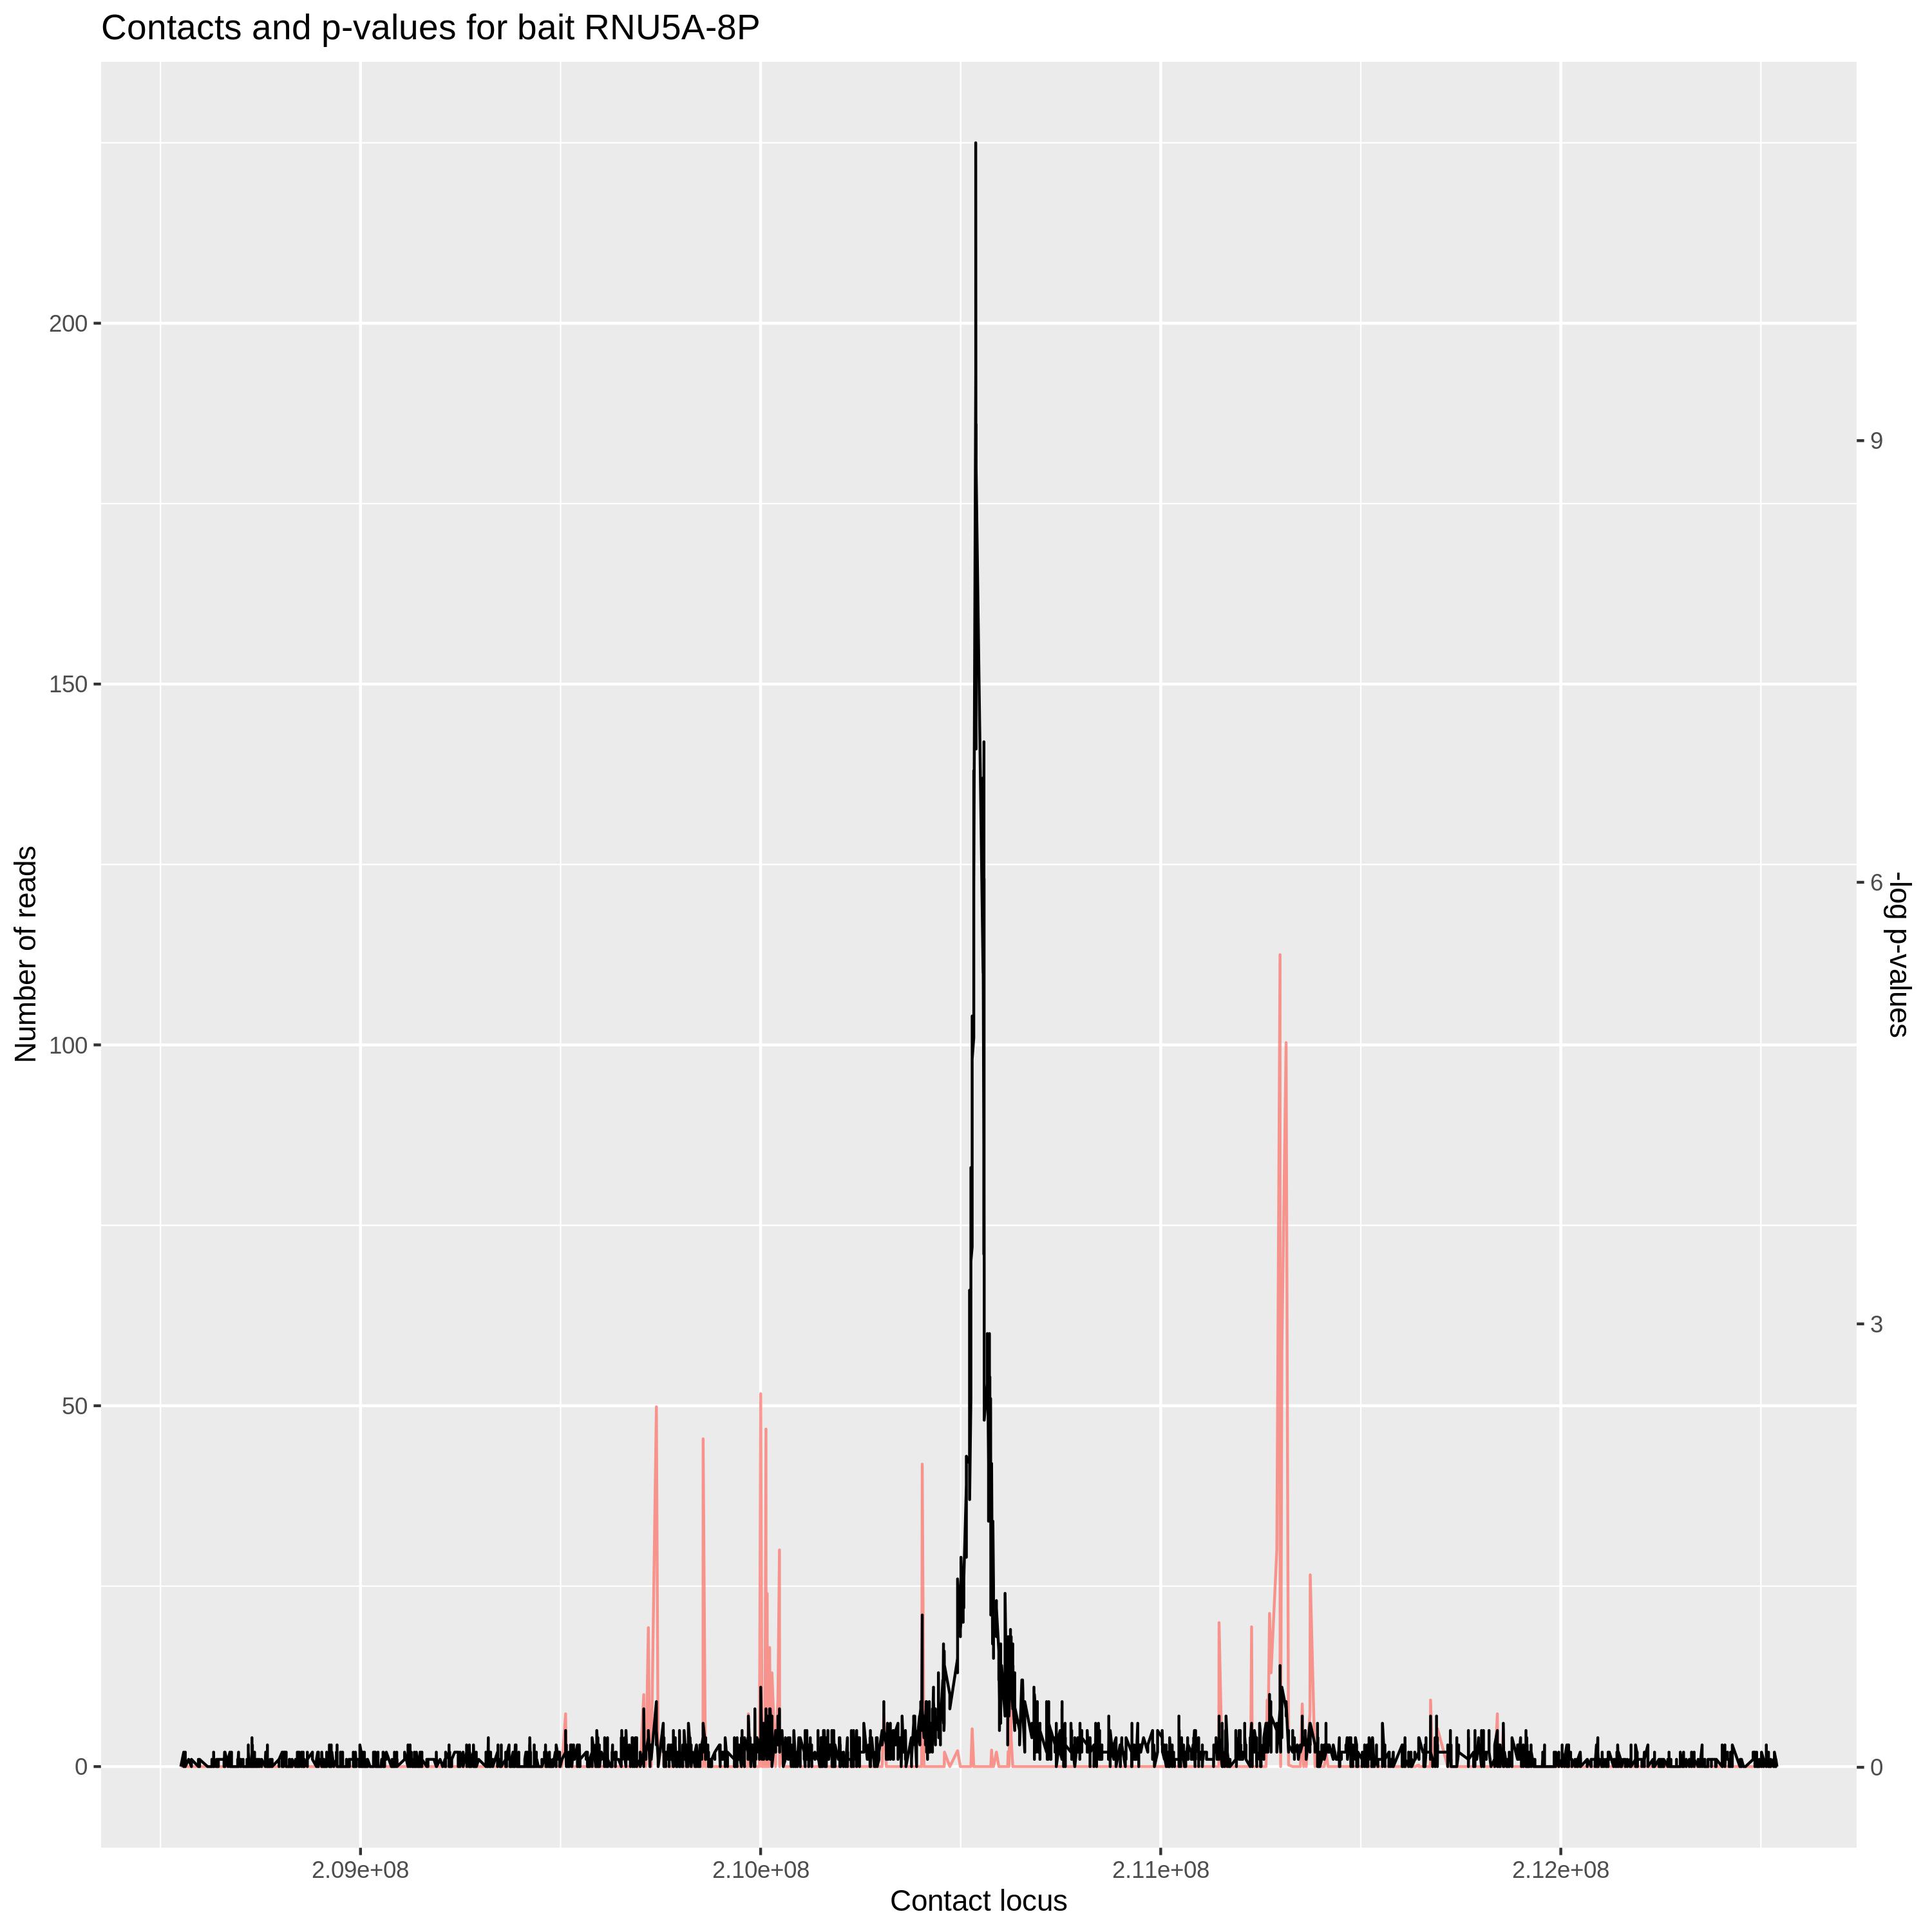 Contacts and p-values for bait RNU5A-8P
200
150
100
50
0
Number of reads
9
6
3
0
-log p-values
2.09e+08
2.10e+08
2.11e+08
2.12e+08
Contact locus